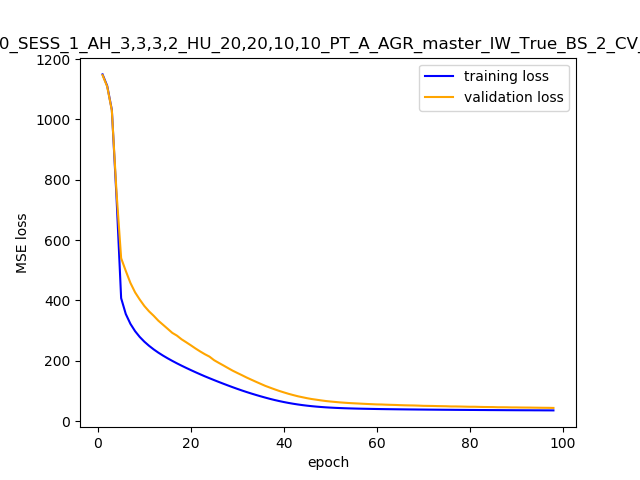 0_SESS_1_AH_3,3,3,2_HU_20,20,10,10_PT_A_AGR_master_IW_True_BS_2_CV_
1200
1000
800
600
400
200
0
MSE loss
training loss
validation loss
0 20 40 60 80 100
epoch